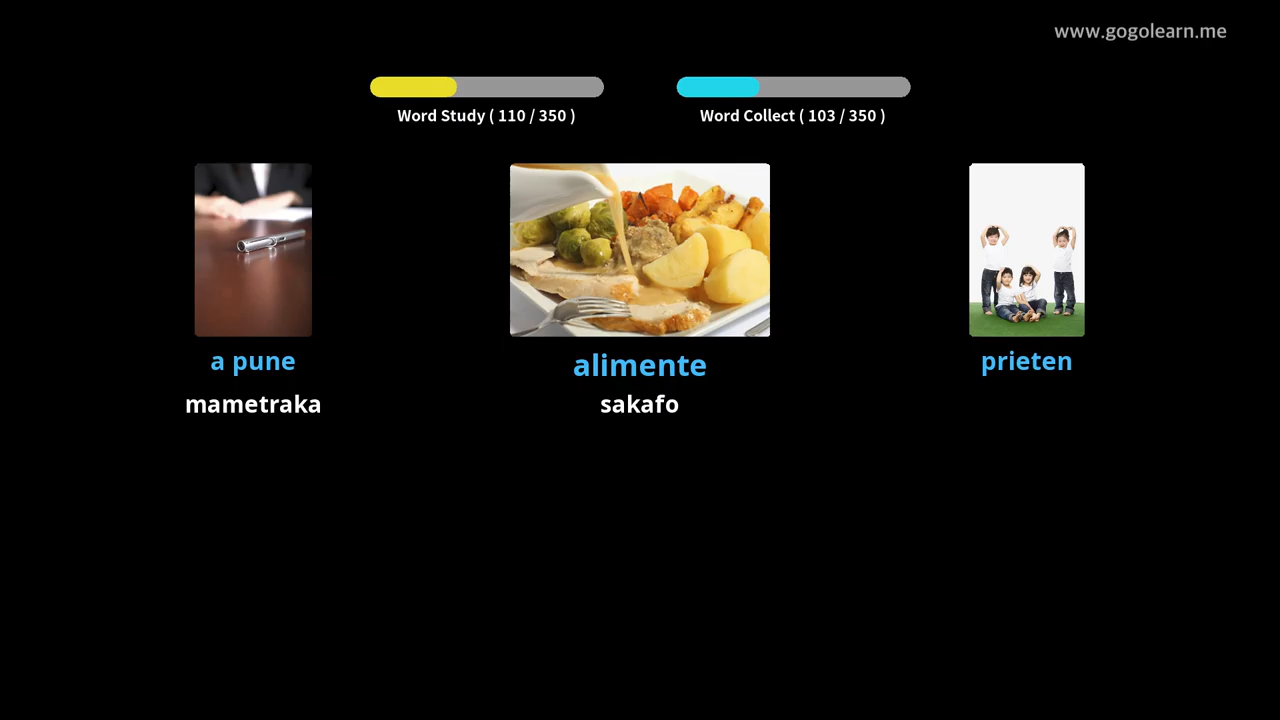 www.gogolearn.me
Word Study ( 110 / 350 )
Word Collect ( 103 / 350 )
a pune
alimente
prieten
mametraka
sakafo